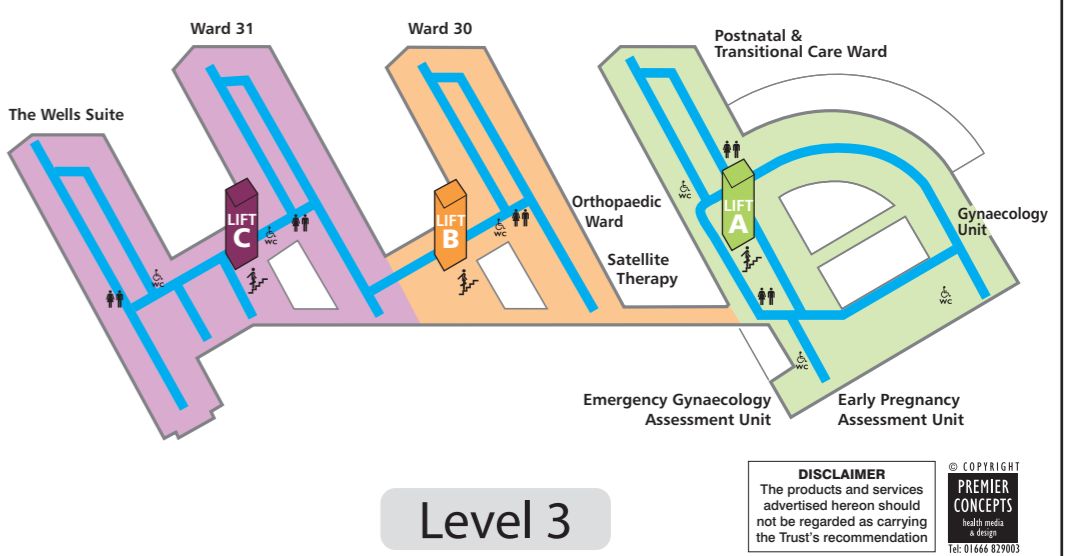 Ward 31
Ward 30
Postnatal &
Transitional Care Ward
The Wells Suite
Orthopaedic
Ward
Satellite
Therapy
Gynaecology
Unit
LIFT
C
LIFT
B
LIFT
A
WC
WC
WC
WC
WC
WC
Emergency Gynaecology
Assessment Unit
Early Pregnancy
Assessment Unit
Level 3
DISCLAIMER
The products and services
advertised hereon should
not be regarded as carrying
the Trust's recommendation
© COPYRIGHT
PREMIER
CONCEPTS
health media
& design
Tel: 01666 829003